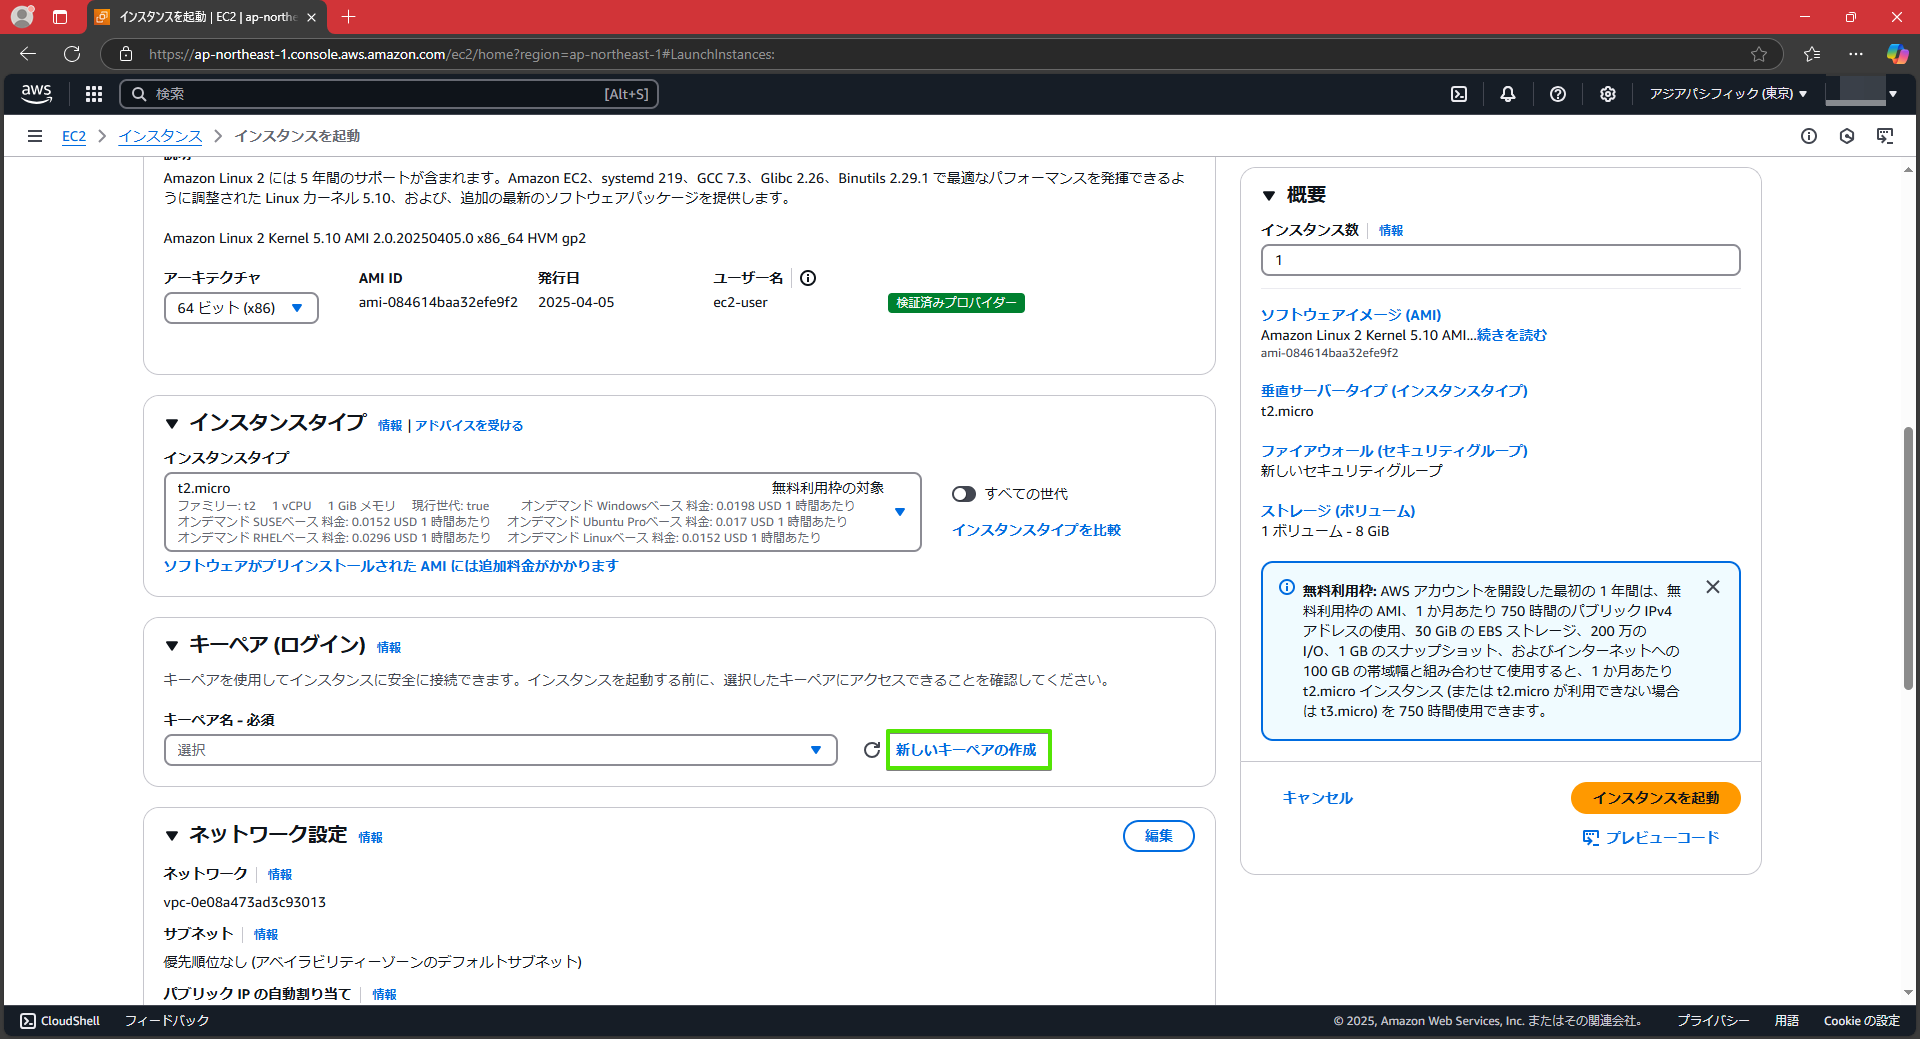 インスタンスを起動 | EC2 | ap-northe
https://ap-northeast-1.console.aws.amazon.com/ec2/home?region=ap-northeast-1#LaunchInstances:
aws
検索
[Alt+S]
アジアパシフィック (東京)
EC2
インスタンス
インスタンスを起動
Amazon Linux 2 には 5 年間のサポートが含まれます。Amazon EC2、systemd 219、GCC 7.3、Glibc 2.26、Binutils 2.29.1 で最適なパフォーマンスを発揮できるよ
うに調整された Linux カーネル 5.10、および、追加の最新のソフトウェアパッケージを提供します。
Amazon Linux 2 Kernel 5.10 AMI 2.0.20250405.0 x86_64 HVM gp2
アーキテクチャ
AMI ID
発行日
ユーザー名
64 ビット (x86)
ami-084614baa32efe9f2
2025-04-05
ec2-user
検証済みプロバイダー
インスタンスタイプ
情報
アドバイスを受ける
インスタンスタイプ
t2.micro
無料利用枠の対象
ファミリー: t2 1 vCPU 1 GiB メモリ 現行世代: true オンデマンド Windowsベース 料金: 0.0198 USD 1 時間あたり
オンデマンド SUSEベース 料金: 0.0152 USD 1 時間あたり オンデマンド Ubuntu Proベース 料金: 0.017 USD 1 時間あたり
オンデマンド RHELベース 料金: 0.0296 USD 1 時間あたり オンデマンド Linuxベース 料金: 0.0152 USD 1 時間あたり
すべての世代
インスタンスタイプを比較
ソフトウェアがプリインストールされた AMI には追加料金がかかります
キーペア (ログイン)
情報
キーペアを使用してインスタンスに安全に接続できます。インスタンスを起動する前に、選択したキーペアにアクセスできることを確認してください。
キーペア名 - 必須
選択
新しいキーペアの作成
ネットワーク設定
情報
編集
ネットワーク
情報
vpc-0e08a473ad3c93013
サブネット
情報
優先順位なし (アベイラビリティーゾーンのデフォルトサブネット)
パブリック IP の自動割り当て
情報
概要
インスタンス数
情報
1
ソフトウェアイメージ (AMI)
Amazon Linux 2 Kernel 5.10 AMI...続きを読む
ami-084614baa32efe9f2
垂直サーバータイプ (インスタンスタイプ)
t2.micro
ファイアウォール (セキュリティグループ)
新しいセキュリティグループ
ストレージ (ボリューム)
1 ボリューム - 8 GiB
無料利用枠: AWS アカウントを開設した最初の 1 年間は、無
料利用枠の AMI、1 か月あたり 750 時間のパブリック IPv4
アドレスの使用、30 GiB の EBS ストレージ、200 万の
I/O、1 GB のスナップショット、およびインターネットへの
100 GB の帯域幅と組み合わせて使用すると、1 か月あたり
t2.micro インスタンス (または t2.micro が利用できない場合
は t3.micro) を 750 時間使用できます。
キャンセル
インスタンスを起動
プレビューコード
CloudShell
フィードバック
© 2025, Amazon Web Services, Inc. またはその関連会社。
プライバシー
用語
Cookie の設定